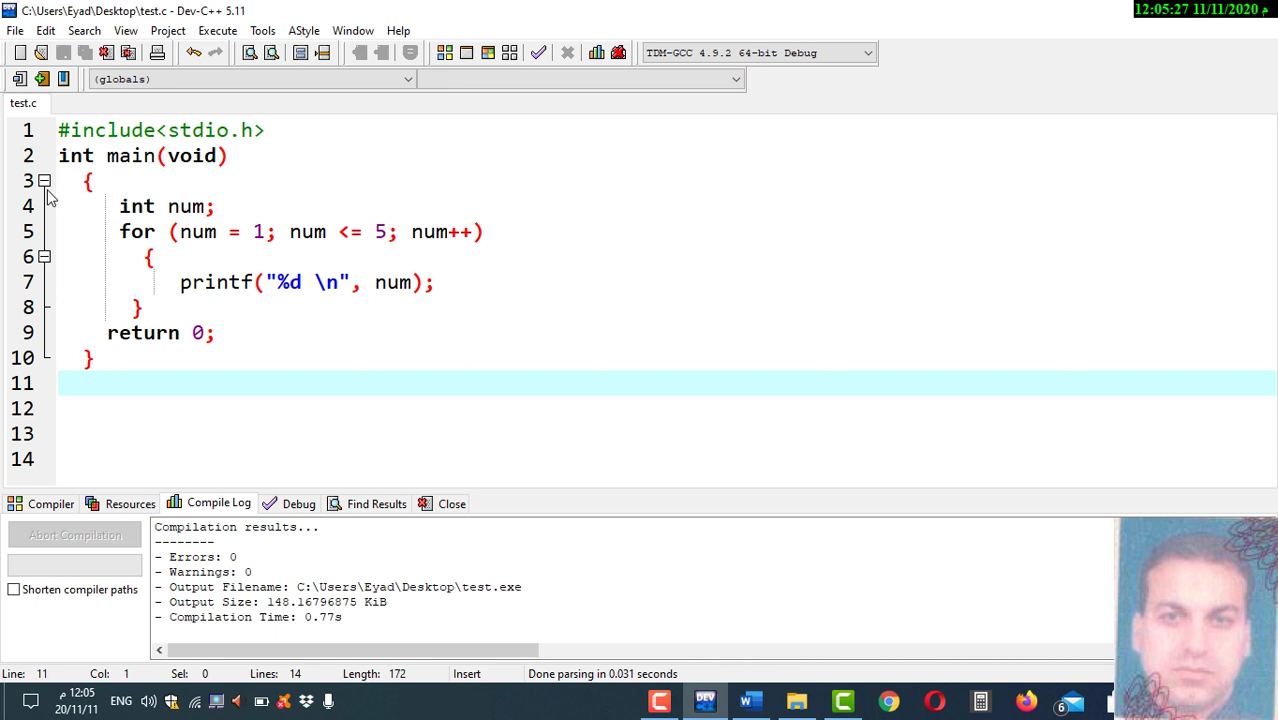 C:\Users\Eyad\Desktop\test.c - Dev-C++ 5.11
12:05:27 11/11/2020 م
File Edit Search View Project Execute Tools AStyle Window Help
TDM-GCC 4.9.2 64-bit Debug
(globals)
test.c
1 #include<stdio.h>
2 int main(void)
3 {
4 int num;
5 for (num = 1; num <= 5; num++)
6 {
7 printf("%d \n", num);
8 }
9 return 0;
10 }
11
12
13
14
Compiler Resources Compile Log Debug Find Results Close
Abort Compilation
Shorten compiler paths
Compilation results...
--------
- Errors: 0
- Warnings: 0
- Output Filename: C:\Users\Eyad\Desktop\test.exe
- Output Size: 148.16796875 KiB
- Compilation Time: 0.77s
Line: 11 Col: 1 Sel: 0 Lines: 14 Length: 172 Insert Done parsing in 0.031 seconds
12:05 م
20/11/11
ENG
DEV
6